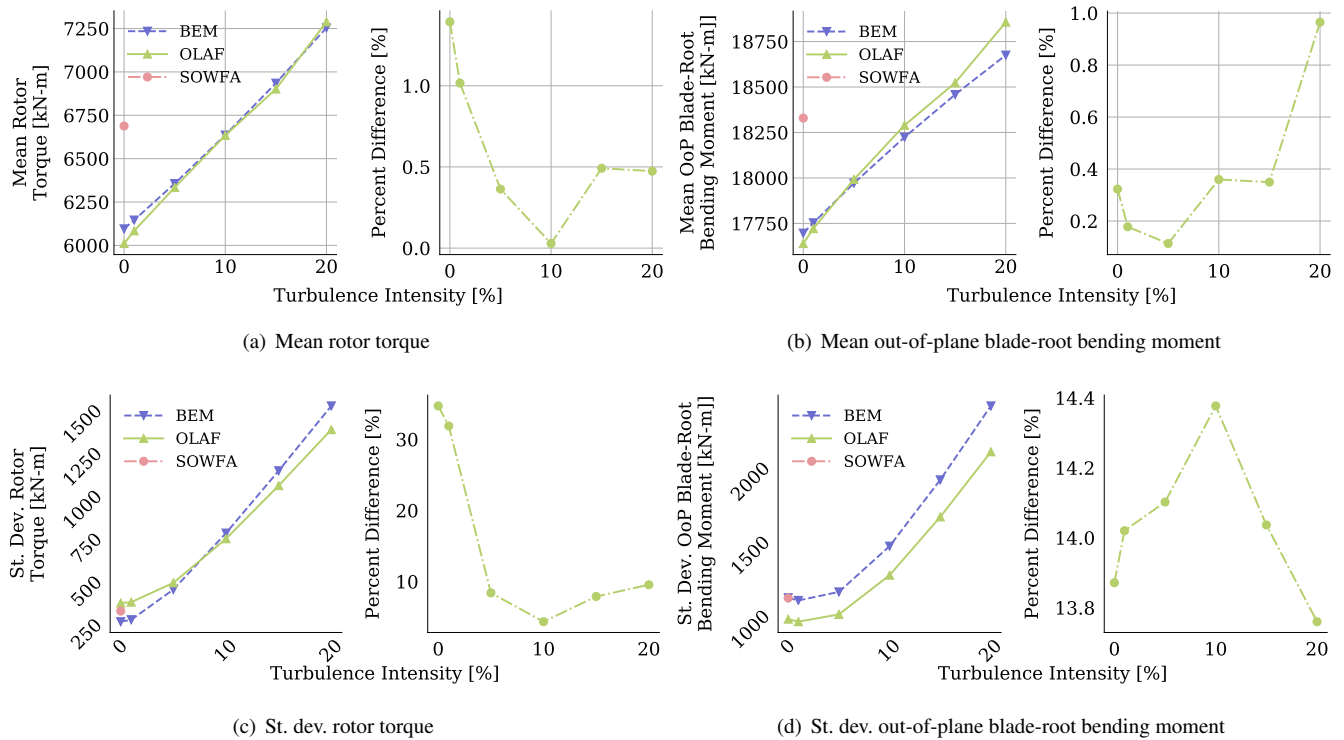 Mean Rotor
Torque [kN-m]
7250
7000
6750
6500
6250
6000
BEM
OLAF
SOWFA
0
10
20
Percent Difference [%]
1.0
0.5
0.0
0
10
20
Turbulence Intensity [%]
(a) Mean rotor torque
Mean OoP Blade-Root
Bending Moment [kN-m]]
18750
18500
18250
18000
17750
BEM
OLAF
SOWFA
0
10
20
Percent Difference [%]
1.0
0.8
0.6
0.4
0.2
0
10
20
Turbulence Intensity [%]
(b) Mean out-of-plane blade-root bending moment
St. Dev. Rotor
Torque [kN-m]
1500
1250
1000
750
500
250
BEM
OLAF
SOWFA
0
10
20
Percent Difference [%]
30
20
10
0
10
20
Turbulence Intensity [%]
(c) St. dev. rotor torque
St. Dev. OoP Blade-Root
Bending Moment [kN-m]]
2000
1500
1000
BEM
OLAF
SOWFA
0
10
20
Percent Difference [%]
14.4
14.2
14.0
13.8
0
10
20
Turbulence Intensity [%]
(d) St. dev. out-of-plane blade-root bending moment